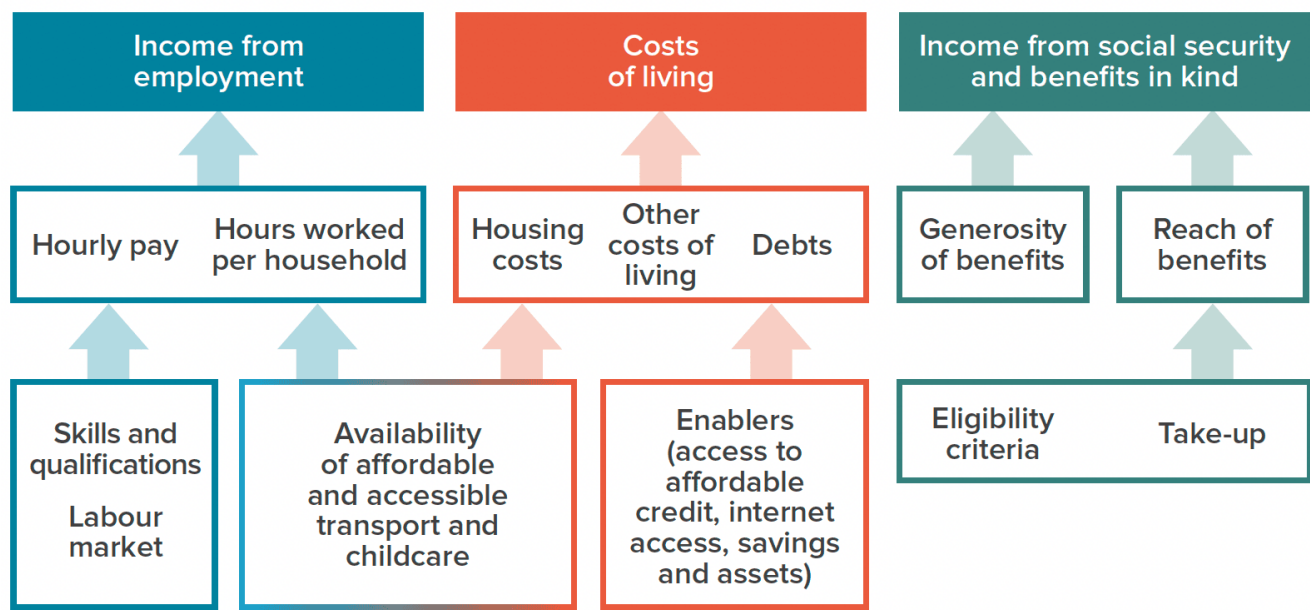 Income from
employment
Costs
of living
Income from social security
and benefits in kind
Hourly pay
Hours worked
per household
Housing
costs
Other
costs of
living
Debts
Generosity
of benefits
Reach of
benefits
Skills and
qualifications
Labour
market
Availability
of affordable
and accessible
transport and
childcare
Enablers
(access to
affordable
credit, internet
access, savings
and assets)
Eligibility
criteria
Take-up